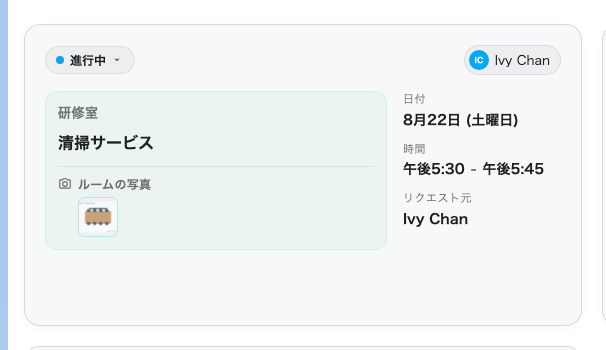 進行中
IC Ivy Chan
研修室
清掃サービス
ルームの写真
日付
8月22日 (土曜日)
時間
午後5:30 - 午後5:45
リクエスト元
Ivy Chan